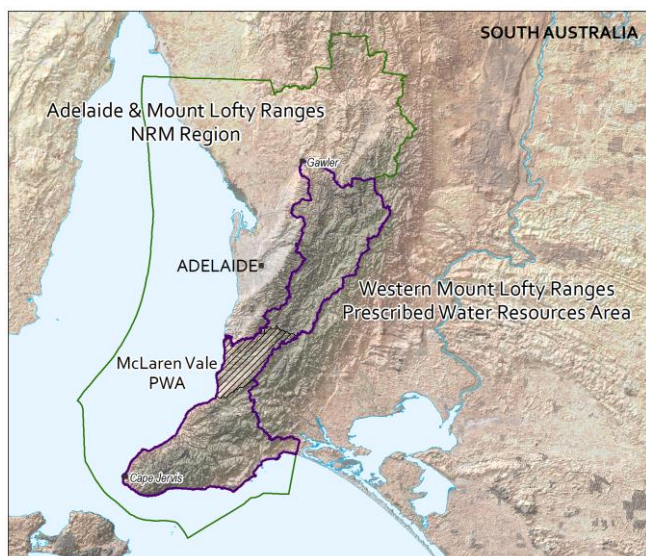 SOUTH AUSTRALIA
Adelaide & Mount Lofty Ranges
NRM Region
Gawler
ADELAIDE
Western Mount Lofty Ranges
Prescribed Water Resources Area
McLaren Vale
PWA
Cape Jervis